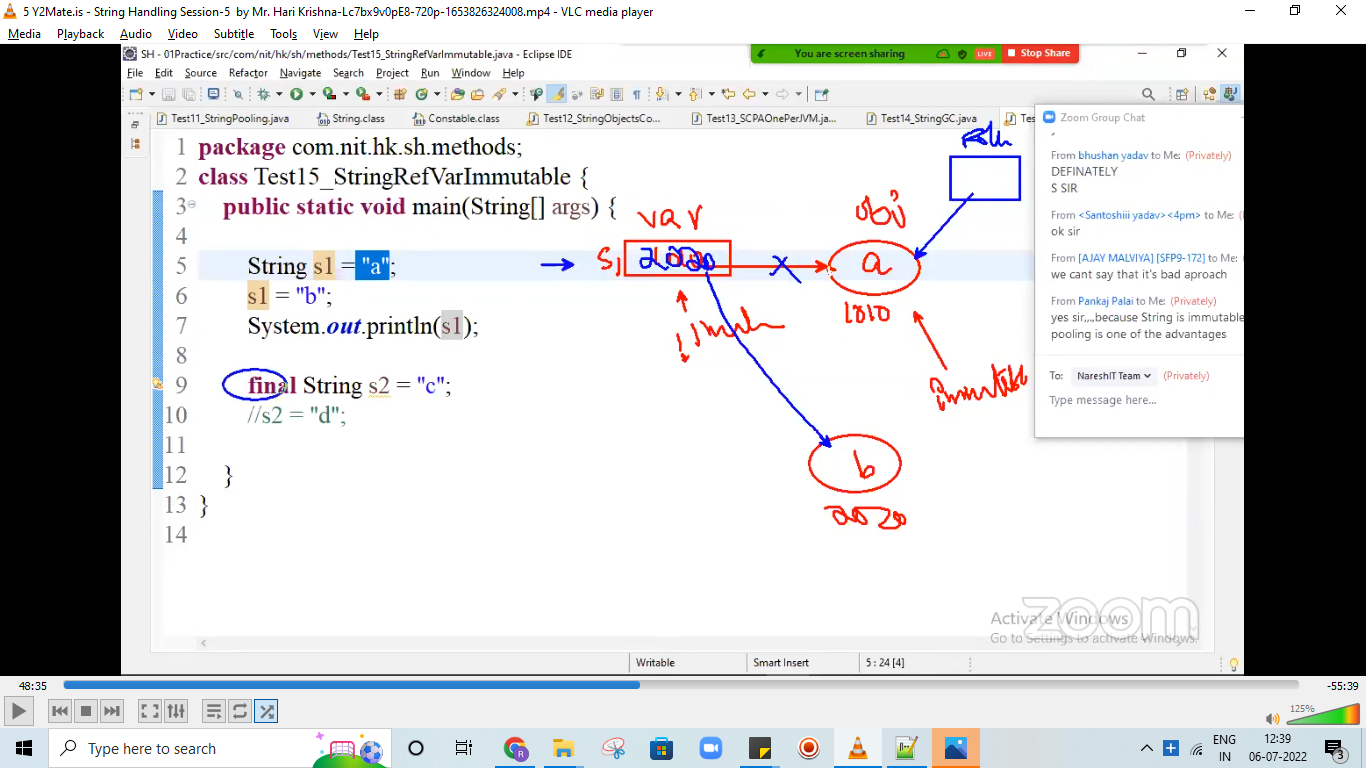 5 Y2Mate.is - String Handling Session-5 by Mr. Hari Krishna-Lc7bx9v0pE8-720p-1653826324008.mp4 - VLC media player
Media Playback Audio Video Subtitle Tools View Help
SH - 01Practice/src/com/nit/hk/sh/methods/Test15_StringRefVarImmutable.java - Eclipse IDE
You are screen sharing LIVE Stop Share
File Edit Source Refactor Navigate Search Project Run Window Help
Test11_StringPooling.java String.class Constable.class Test12_StringObjectsCo... Test13_SCPAOnePerJVM.... Test14_StringGC.java Tes
1 package com.nit.hk.sh.methods;
2 class Test15_StringRefVarImmutable {
3 public static void main(String[] args) {
4
5 String s1 = "a";
6 s1 = "b";
7 System.out.println(s1);
8
9 final String s2 = "c";
10 //s2 = "d";
11
12 }
13 }
14
var
obj
S1
a
1010
b
Zoom Group Chat
From bhushan yadav to Me: (Privately)
DEFINATELY
S SIR
From <Santoshiii yadav><4pm> to Me: (
ok sir
From [AJAY MALVIYA] [SFP9-172] to Me:
we cant say that it's bad aproach
From Pankaj Palai to Me: (Privately)
yes sir,,,,because String is immutable
pooling is one of the advantages
To: NareshIT Team (Privately)
Type message here...
zoom
Activate Windows
Go to Settings to activate Windows.
Writable Smart Insert 5 : 24 [4]
48:35 -55:39
125%
Type here to search
ENG
IN
12:39
06-07-2022
3